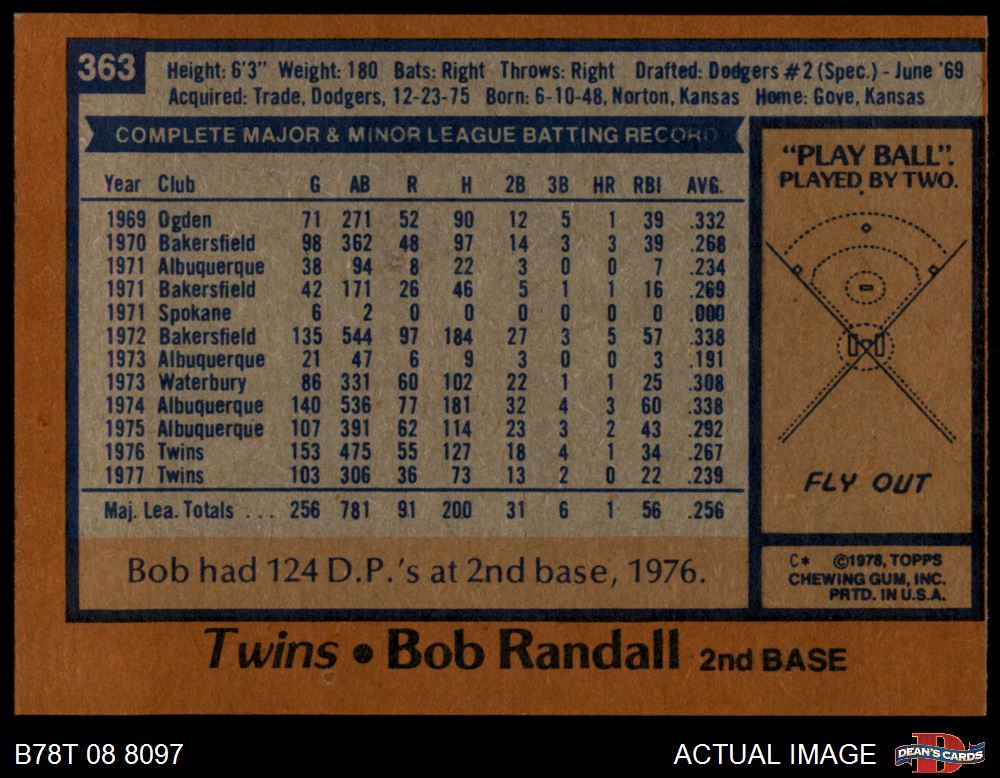 363
Height: 6'3" Weight: 180 Bats: Right Throws: Right Drafted: Dodgers #2 (Spec.) - June '69
Acquired: Trade, Dodgers, 12-23-75 Born: 6-10-48, Norton, Kansas Home: Gove, Kansas
COMPLETE MAJOR & MINOR LEAGUE BATTING RECORD
Year Club G AB R H 2B 3B HR RBI AVG.
1969 Ogden 71 271 52 90 12 5 1 39 .332
1970 Bakersfield 98 362 48 97 14 3 3 39 .268
1971 Albuquerque 38 94 8 22 3 0 0 7 .234
1971 Bakersfield 42 171 26 46 5 1 1 16 .269
1971 Spokane 6 2 0 0 0 0 0 0 .000
1972 Bakersfield 135 544 97 184 27 3 5 57 .338
1973 Albuquerque 21 47 6 9 3 0 0 3 .191
1973 Waterbury 86 331 60 102 22 1 1 25 .308
1974 Albuquerque 140 536 77 181 32 4 3 60 .338
1975 Albuquerque 107 391 62 114 23 3 2 43 .292
1976 Twins 153 475 55 127 18 4 1 34 .267
1977 Twins 103 306 36 73 13 2 0 22 .239
Maj. Lea. Totals ... 256 781 91 200 31 6 1 56 .256
Bob had 124 D.P.'s at 2nd base, 1976.
"PLAY BALL".
PLAYED BY TWO.
FLY OUT
C* ©1978, TOPPS
CHEWING GUM, INC.
PRTD. IN U.S.A.
Twins • Bob Randall 2nd BASE
B78T 08 8097
ACTUAL IMAGE
DEAN'S CARDS